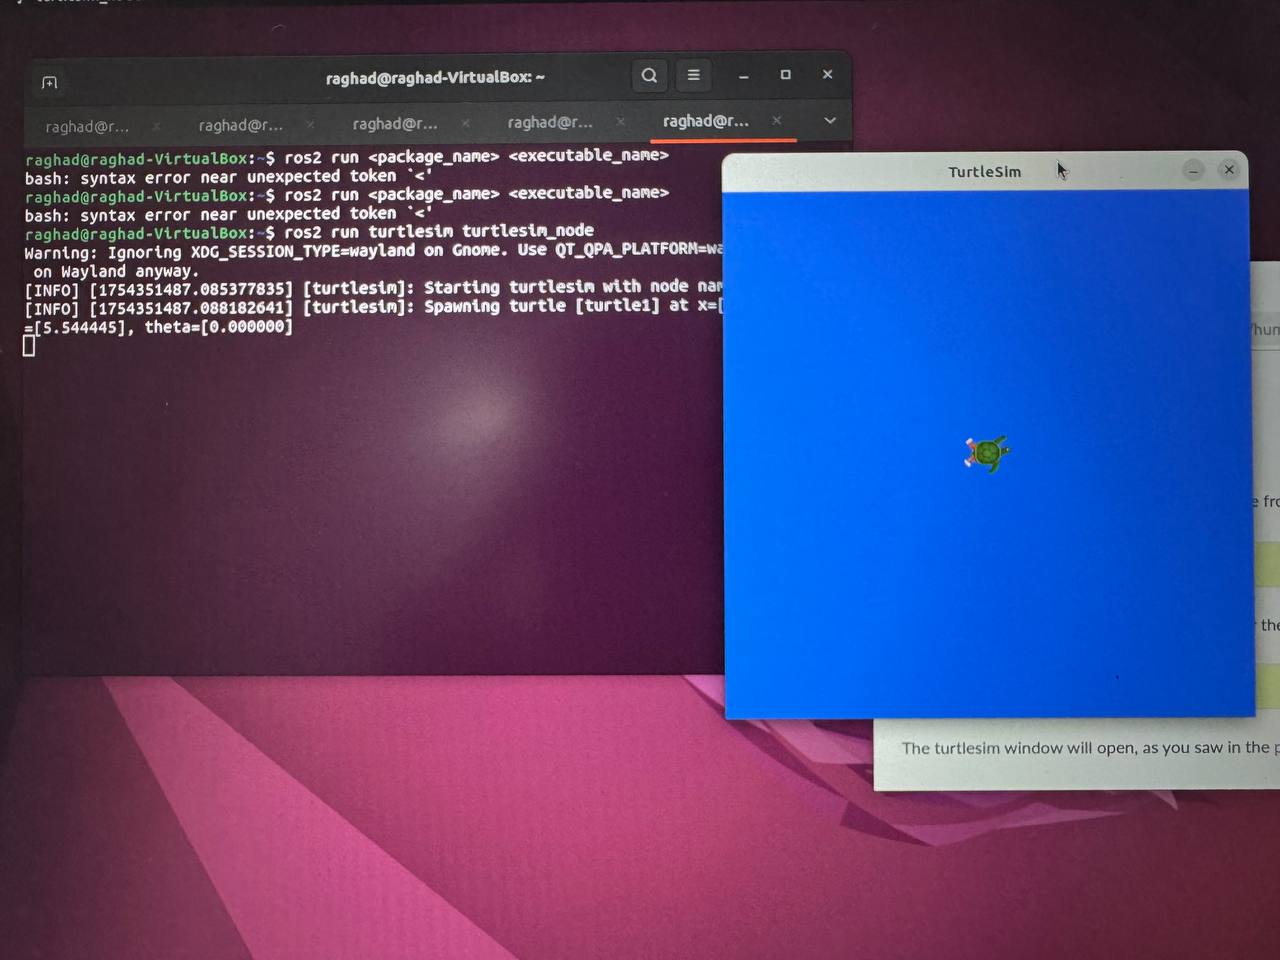 raghad@raghad-VirtualBox: ~
raghad@r... raghad@r... raghad@r... raghad@r... raghad@r...
raghad@raghad-VirtualBox:~$ ros2 run <package_name> <executable_name>
bash: syntax error near unexpected token `<'
raghad@raghad-VirtualBox:~$ ros2 run <package_name> <executable_name>
bash: syntax error near unexpected token `<'
raghad@raghad-VirtualBox:~$ ros2 run turtlesim turtlesim_node
Warning: Ignoring XDG_SESSION_TYPE=wayland on Gnome. Use QT_QPA_PLATFORM=wa
on Wayland anyway.
[INFO] [1754351487.085377835] [turtlesim]: Starting turtlesim with node nam
[INFO] [1754351487.088182641] [turtlesim]: Spawning turtle [turtle1] at x=[
=[5.544445], theta=[0.000000]
TurtleSim
/hum
e fro
the
The turtlesim window will open, as you saw in the p